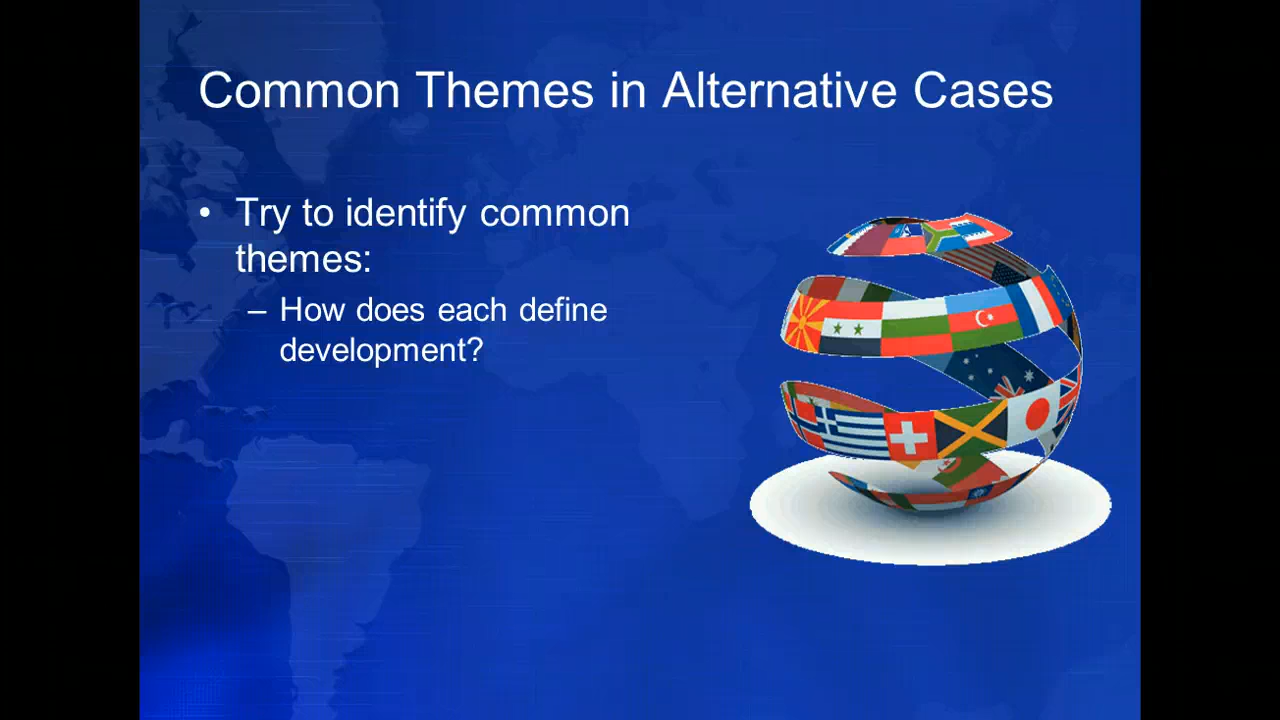 Common Themes in Alternative Cases
• Try to identify common
themes:
– How does each define
development?